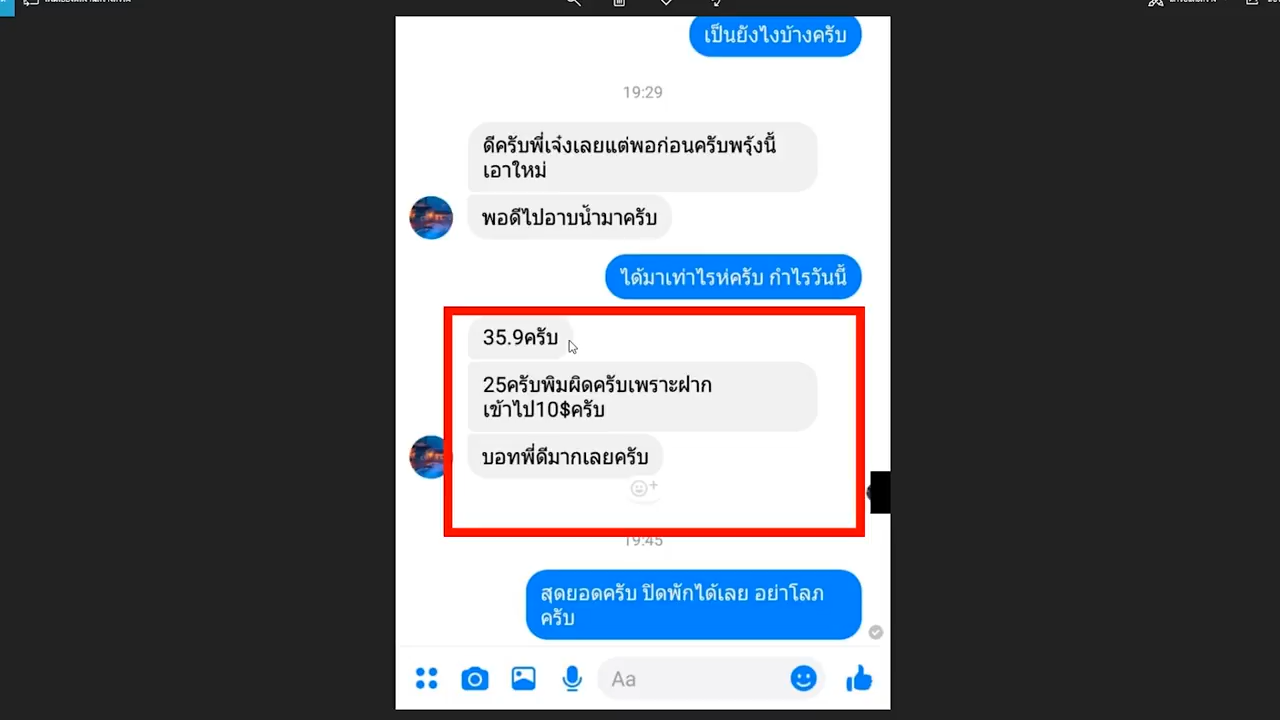 เป็นยังไงบ้างครับ
19:29
ดีครับพี่เจ๋งเลยแต่พอก่อนครับพรุ้งนี้
เอาใหม่
พอดีไปอาบน้ำมาครับ
ได้มาเท่าไรห่ครับ กำไรวันนี้
35.9ครับ
25ครับพิมผิดครับเพราะฝาก
เข้าไป10$ครับ
บอทพี่ดีมากเลยครับ
19:45
สุดยอดครับ ปิดพักได้เลย อย่าโลภ
ครับ
Aa